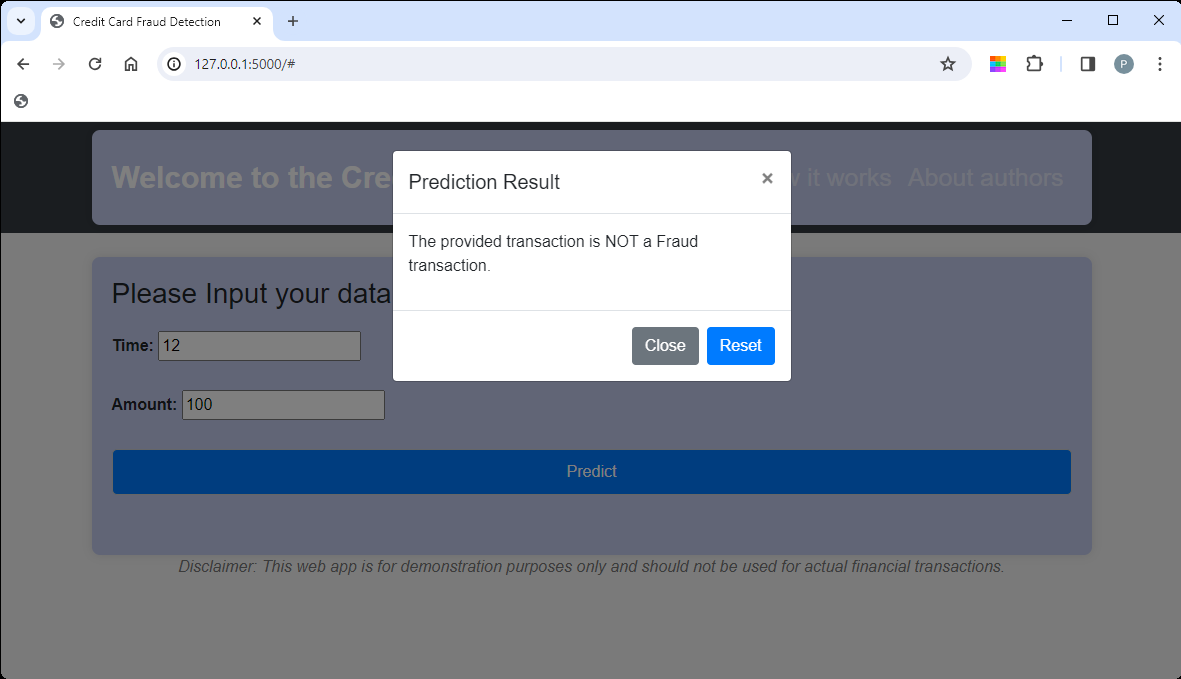 Credit Card Fraud Detection
127.0.0.1:5000/#
P
Welcome to the
it works About authors
Prediction Result
The provided transaction is NOT a Fraud
transaction.
Close Reset
Please Input your data
Time: 12
Amount: 100
Predict
Disclaimer: This web app is for demonstration purposes only and should not be used for actual financial transactions.